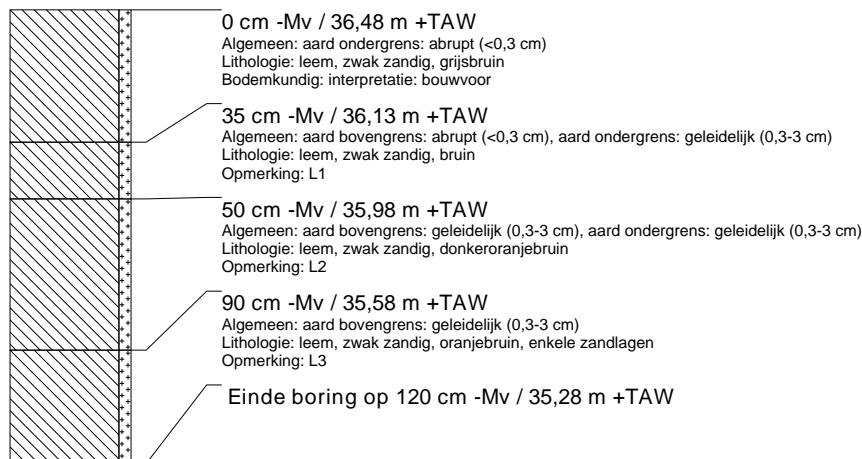 0 cm -Mv / 36,48 m +TAW
Algemeen: aard ondergrens: abrupt (<0,3 cm)
Lithologie: leem, zwak zandig, grijsbruin
Bodemkundig: interpretatie: bouwvoor
35 cm -Mv / 36,13 m +TAW
Algemeen: aard bovengrens: abrupt (<0,3 cm), aard ondergrens: geleidelijk (0,3-3 cm)
Lithologie: leem, zwak zandig, bruin
Opmerking: L1
50 cm -Mv / 35,98 m +TAW
Algemeen: aard bovengrens: geleidelijk (0,3-3 cm), aard ondergrens: geleidelijk (0,3-3 cm)
Lithologie: leem, zwak zandig, donkeroranjebruin
Opmerking: L2
90 cm -Mv / 35,58 m +TAW
Algemeen: aard bovengrens: geleidelijk (0,3-3 cm)
Lithologie: leem, zwak zandig, oranjebruin, enkele zandlagen
Opmerking: L3
Einde boring op 120 cm -Mv / 35,28 m +TAW